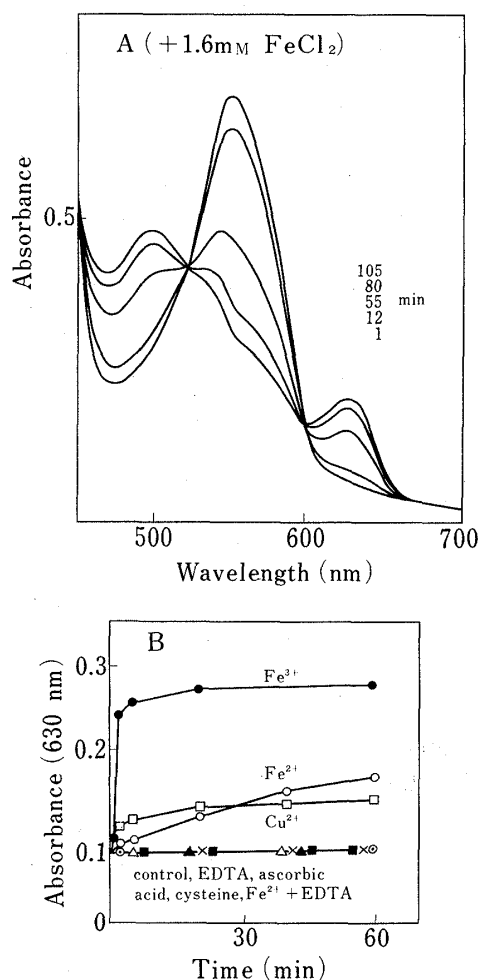 A (+1.6mM FeCl₂)
Absorbance
0.5
105
80
55 min
12
1
500 600 700
Wavelength (nm)
B
Absorbance (630 nm)
0.3
0.2
0.1
0
Fe³⁺
Fe²⁺
Cu²⁺
control, EDTA, ascorbic
acid, cysteine, Fe²⁺+EDTA
30 60
Time (min)